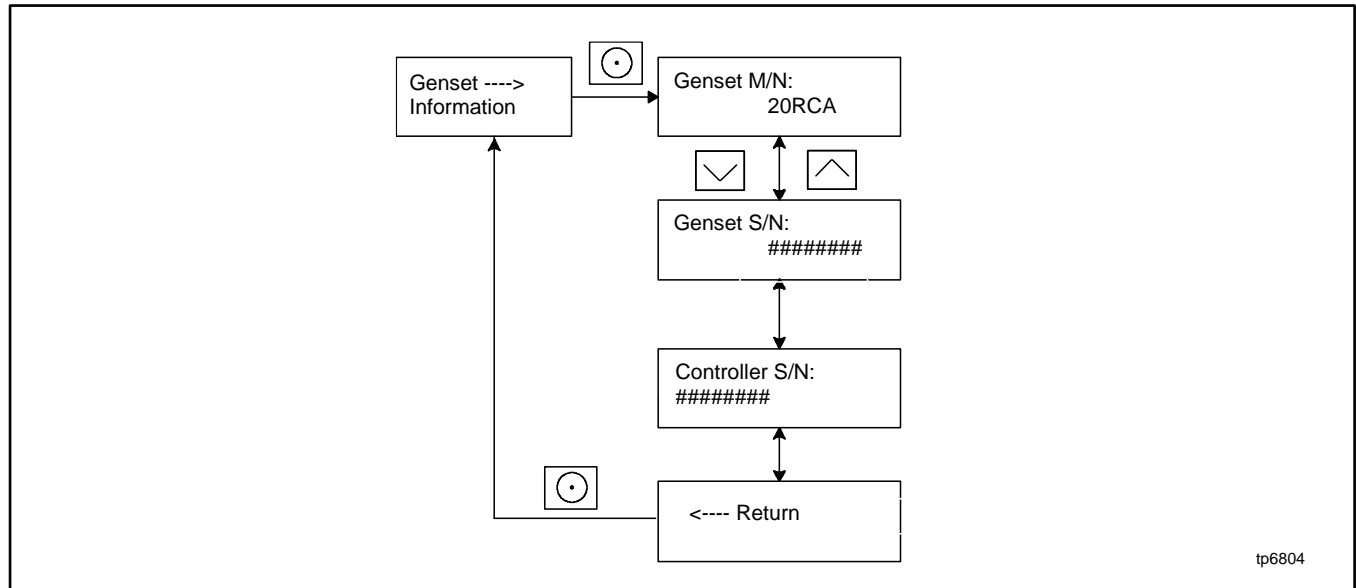 Genset ---->
Information
Genset M/N:
20RCA
Genset S/N:
########
Controller S/N:
########
<---- Return
tp6804